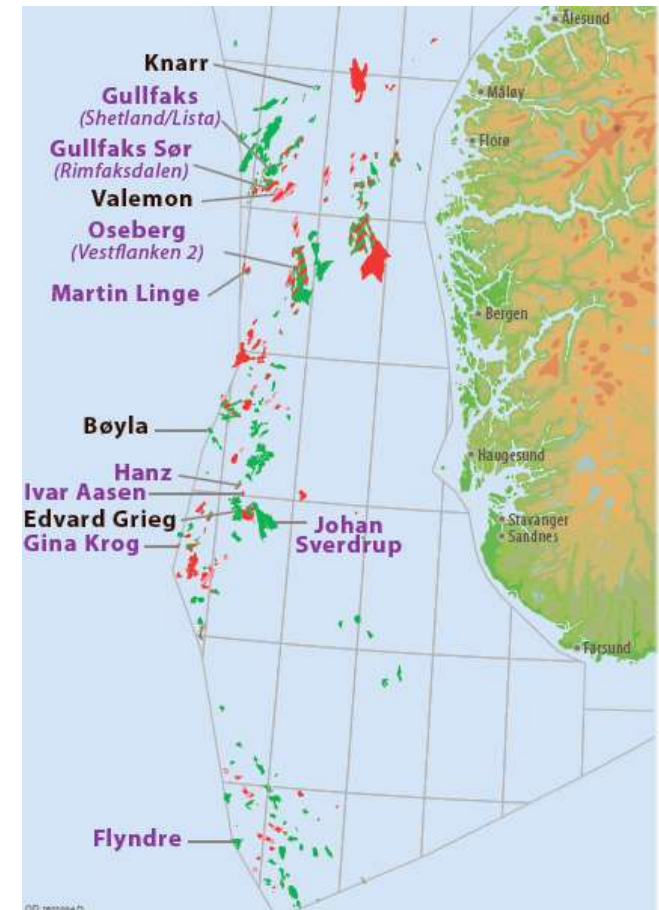 Ålesund
Knarr
Måløy
Gullfaks
(Shetland/Lista)
Florø
Gullfaks Sør
(Rimfaksdalen)
Valemon
Oseberg
(Vestflanken 2)
Martin Linge
Bergen
Bøyla
Haugesund
Hanz
Ivar Aasen
Edvard Grieg
Johan
Sverdrup
Stavanger
Sandnes
Gina Krog
Farsund
Flyndre